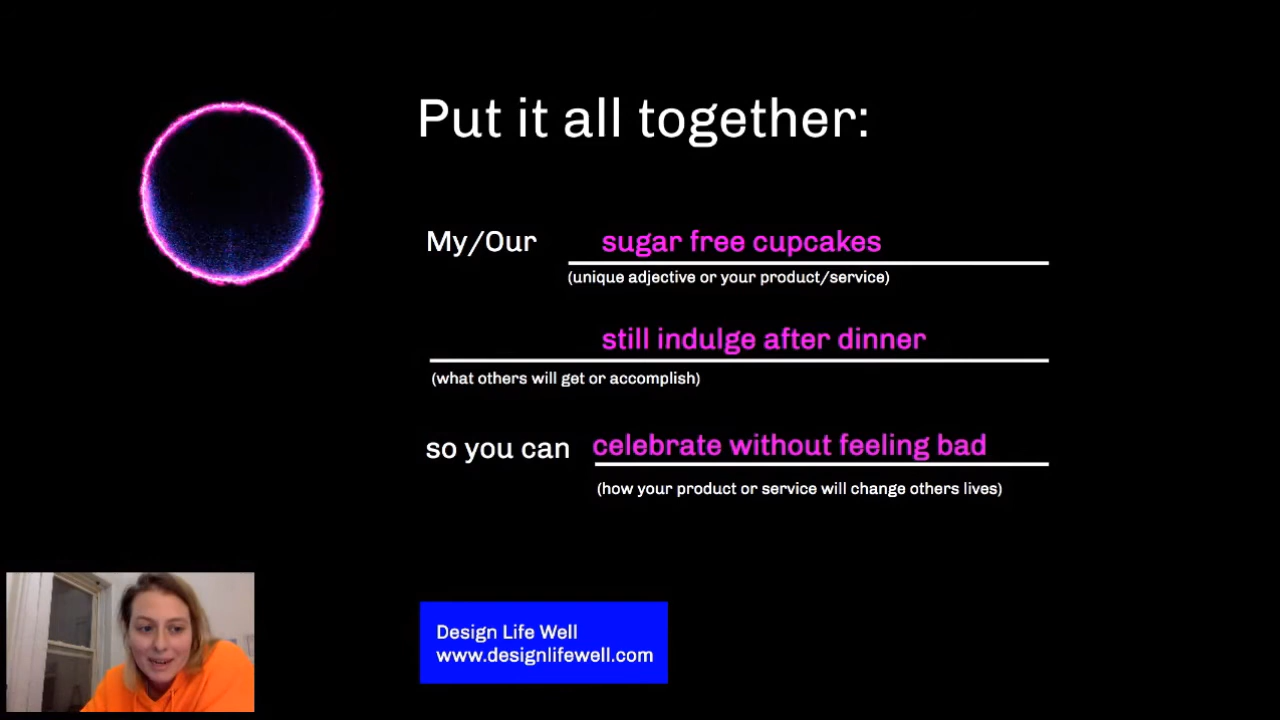 Put it all together:
My/Our sugar free cupcakes
(unique adjective or your product/service)
still indulge after dinner
(what others will get or accomplish)
so you can celebrate without feeling bad
(how your product or service will change others lives)
Design Life Well
www.designlifewell.com